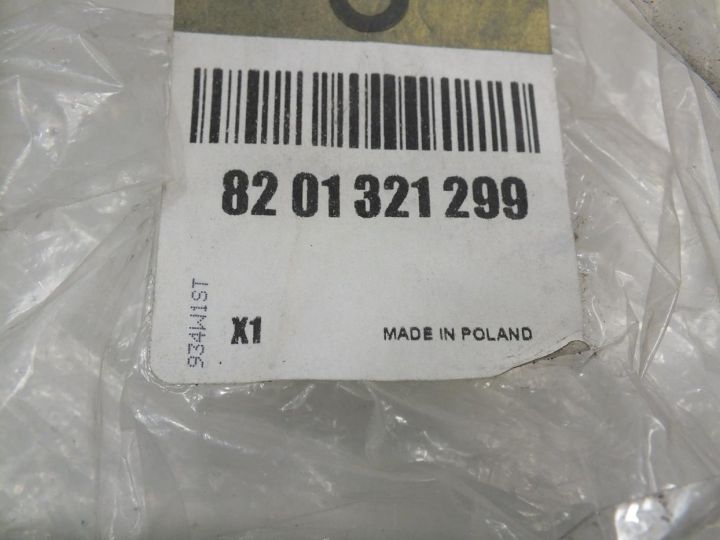 82 01 321 299
934W1ST
X1
MADE IN POLAND